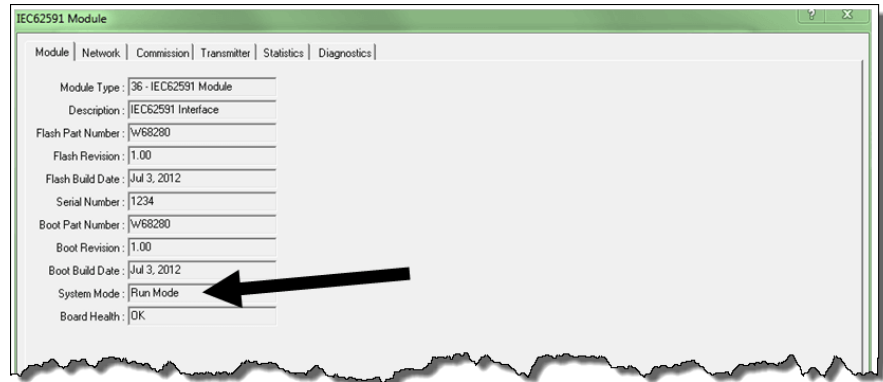 IEC62591 Module
Module Network Commission Transmitter Statistics Diagnostics
Module Type : 36 - IEC62591 Module
Description : IEC62591 Interface
Flash Part Number : W68280
Flash Revision : 1.00
Flash Build Date : Jul 3, 2012
Serial Number : 1234
Boot Part Number : W68280
Boot Revision : 1.00
Boot Build Date : Jul 3, 2012
System Mode : Run Mode
Board Health : OK